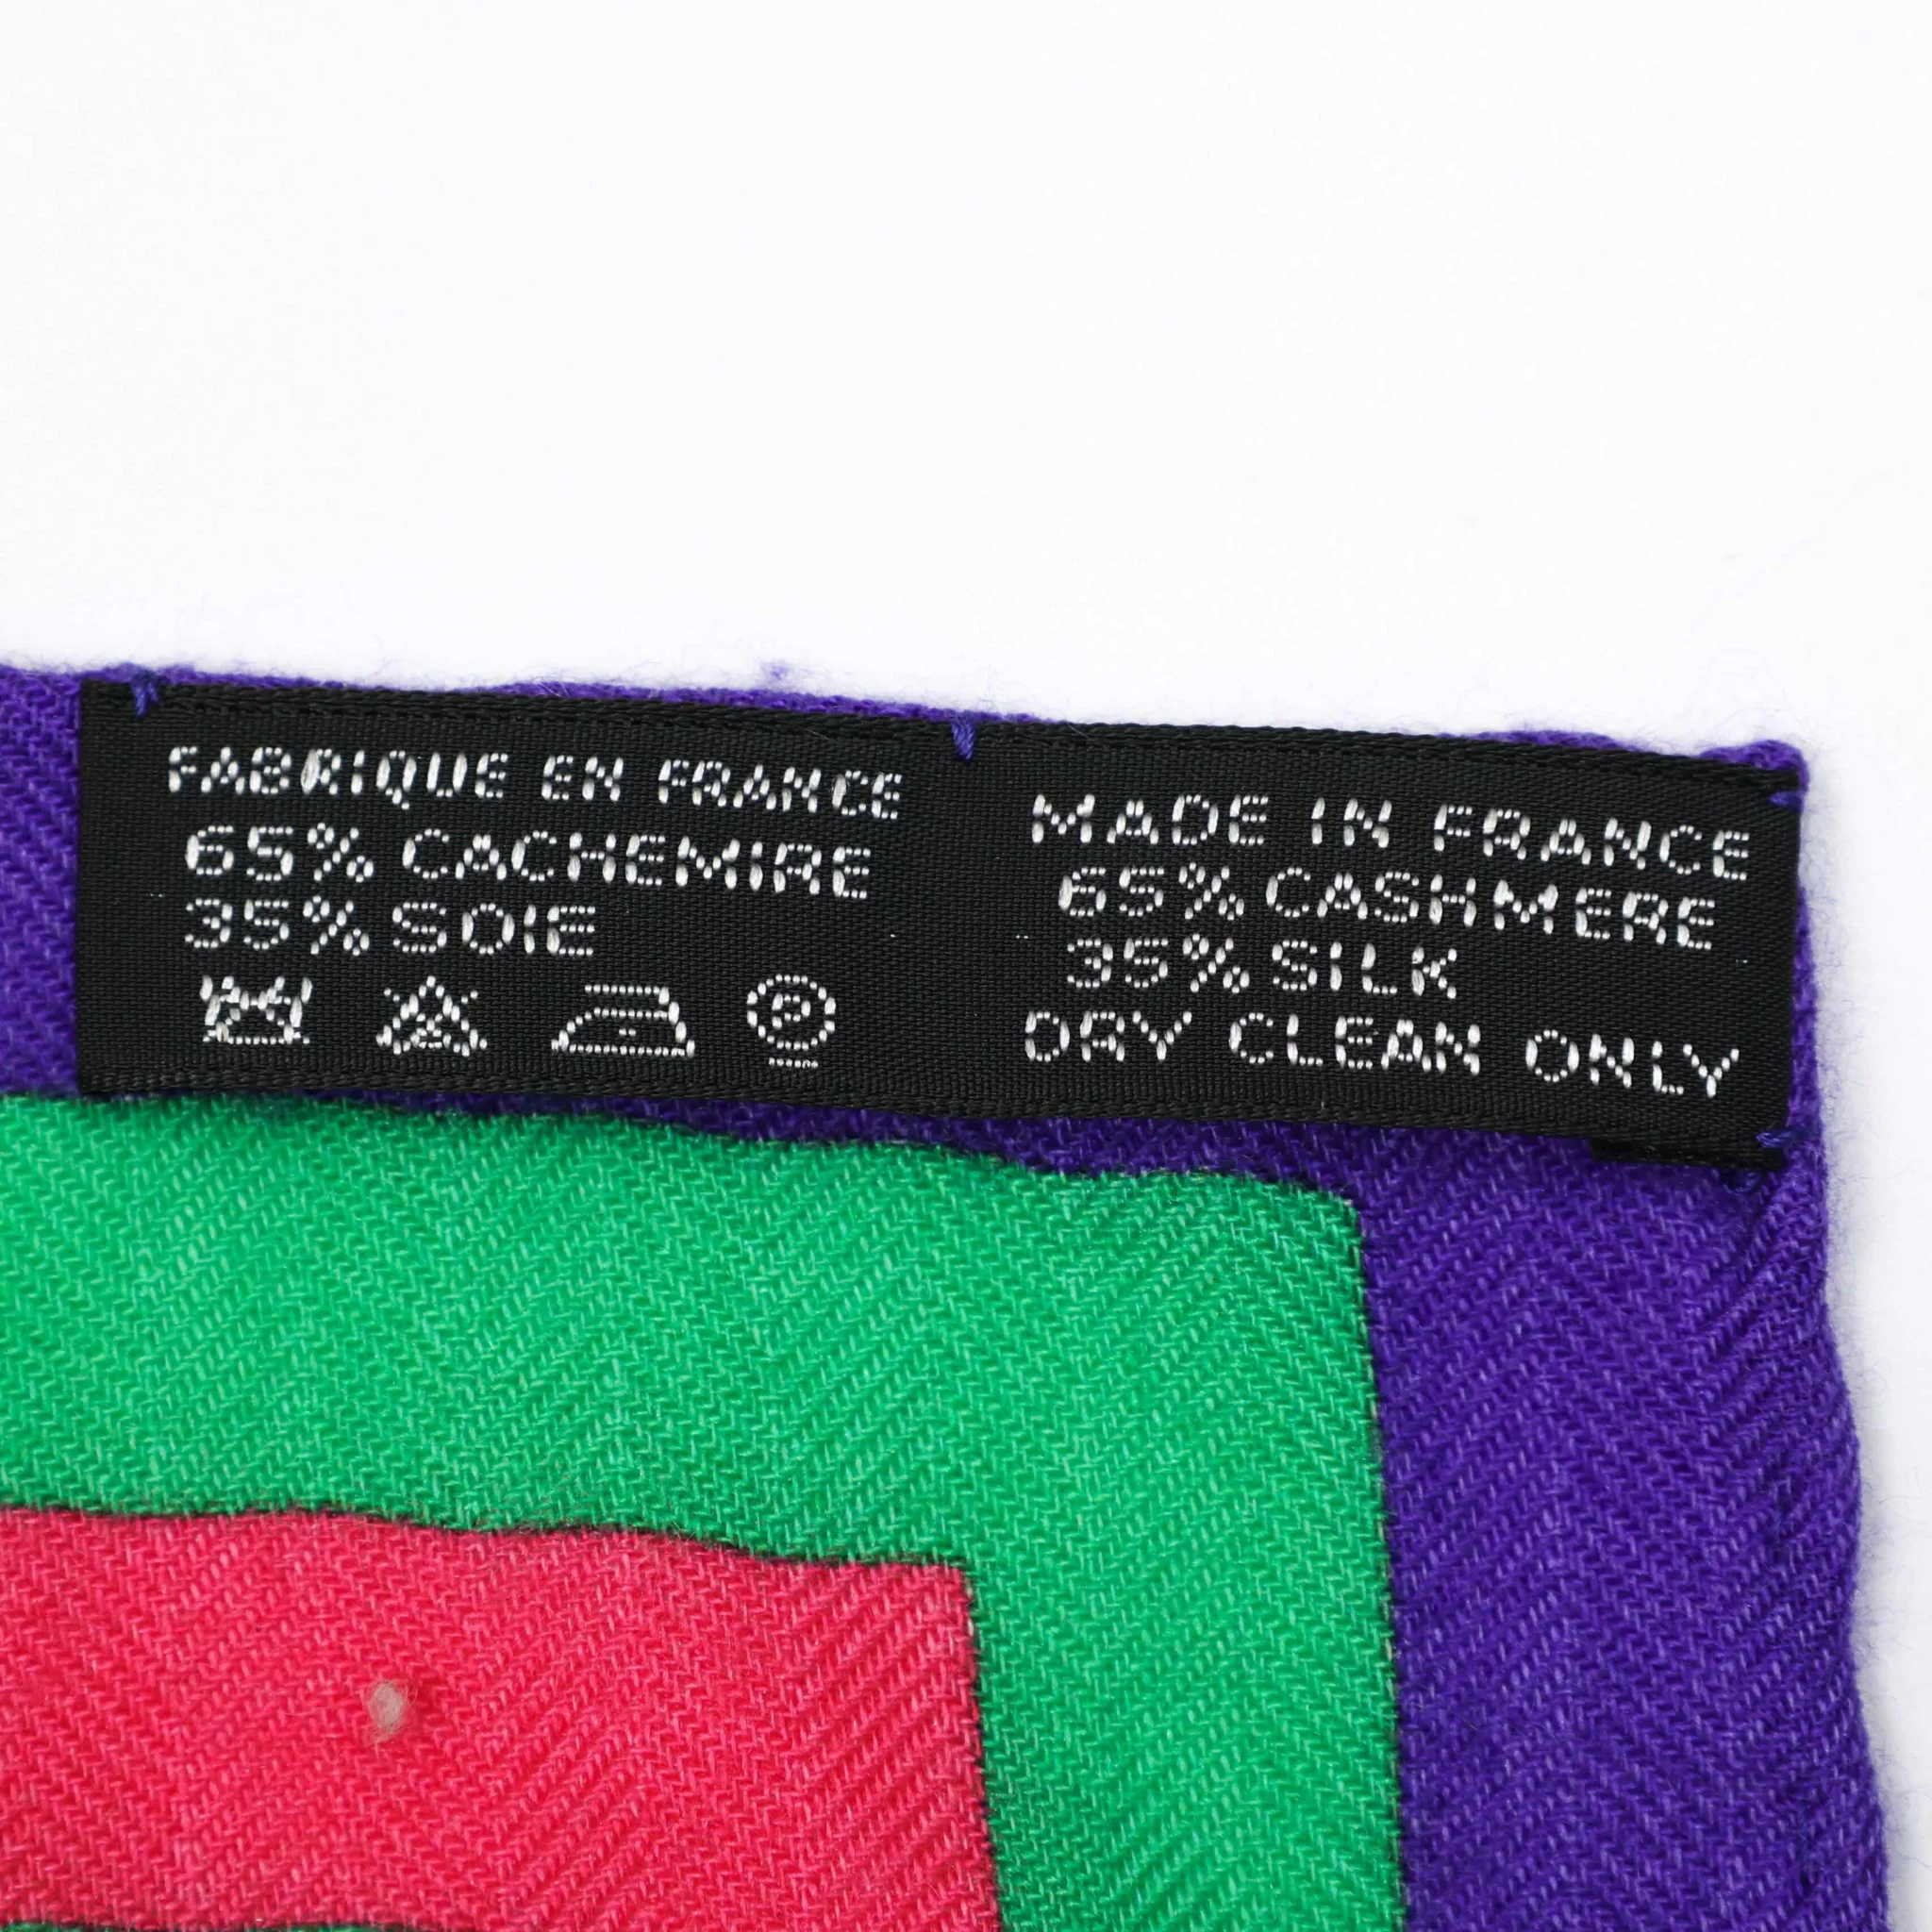 FABRIQUE EN FRANCE
65% CACHEMIRE
35% SOIE
P
MADE IN FRANCE
65% CASHMERE
35% SILK
DRY CLEAN ONLY